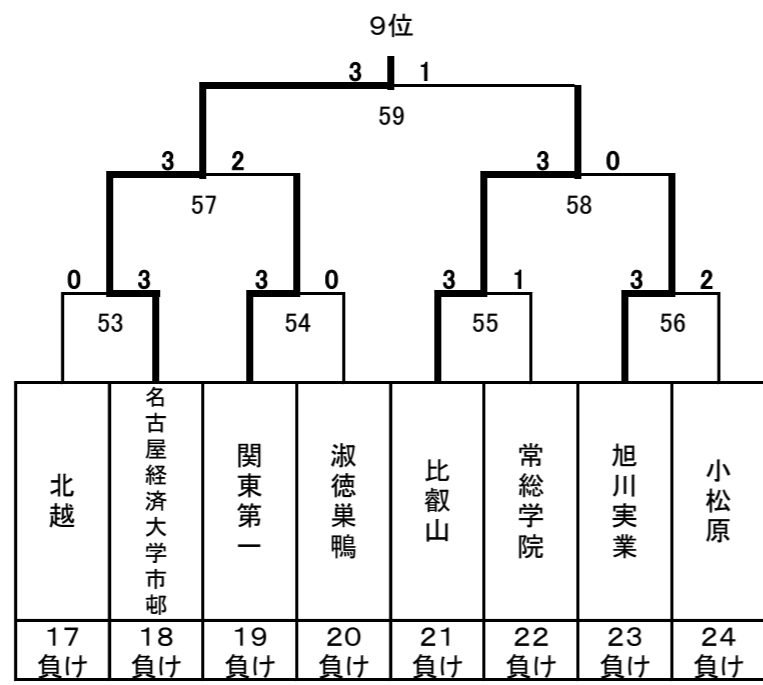 9位
3 1
59
3 2 3 0
57 58
0 3 3 0 3 1 3 2
53 54 55 56
北越
名古屋経済大学市邨
関東第一
淑徳巣鴨
比叡山
常総学院
旭川実業
小松原
17 18 19 20 21 22 23 24
負け 負け 負け 負け 負け 負け 負け 負け